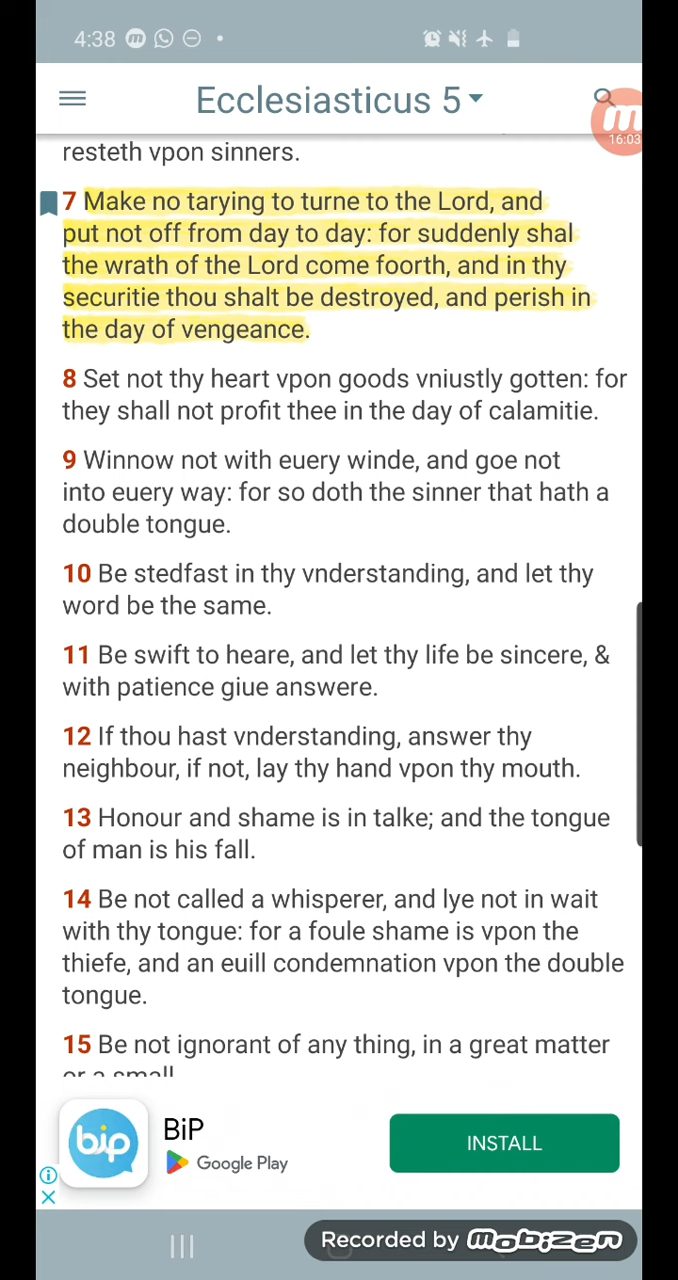 4:38
Ecclesiasticus 5
16:03
resteth vpon sinners.
7 Make no tarying to turne to the Lord, and
put not off from day to day: for suddenly shal
the wrath of the Lord come foorth, and in thy
securitie thou shalt be destroyed, and perish in
the day of vengeance.
8 Set not thy heart vpon goods vniustly gotten: for
they shall not profit thee in the day of calamitie.
9 Winnow not with euery winde, and goe not
into euery way: for so doth the sinner that hath a
double tongue.
10 Be stedfast in thy vnderstanding, and let thy
word be the same.
11 Be swift to heare, and let thy life be sincere, &
with patience giue answere.
12 If thou hast vnderstanding, answer thy
neighbour, if not, lay thy hand vpon thy mouth.
13 Honour and shame is in talke; and the tongue
of man is his fall.
14 Be not called a whisperer, and lye not in wait
with thy tongue: for a foule shame is vpon the
thiefe, and an euill condemnation vpon the double
tongue.
15 Be not ignorant of any thing, in a great matter
or a small
bip
BiP
Google Play
INSTALL
Recorded by mobizen